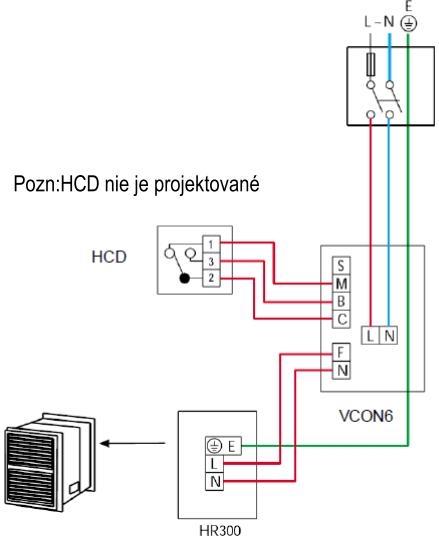 E
L ~ N
Pozn:HCD nie je projektované
HCD
1
3
2
S
M
B
C
L N
F
N
VCON6
E
L
N
HR300